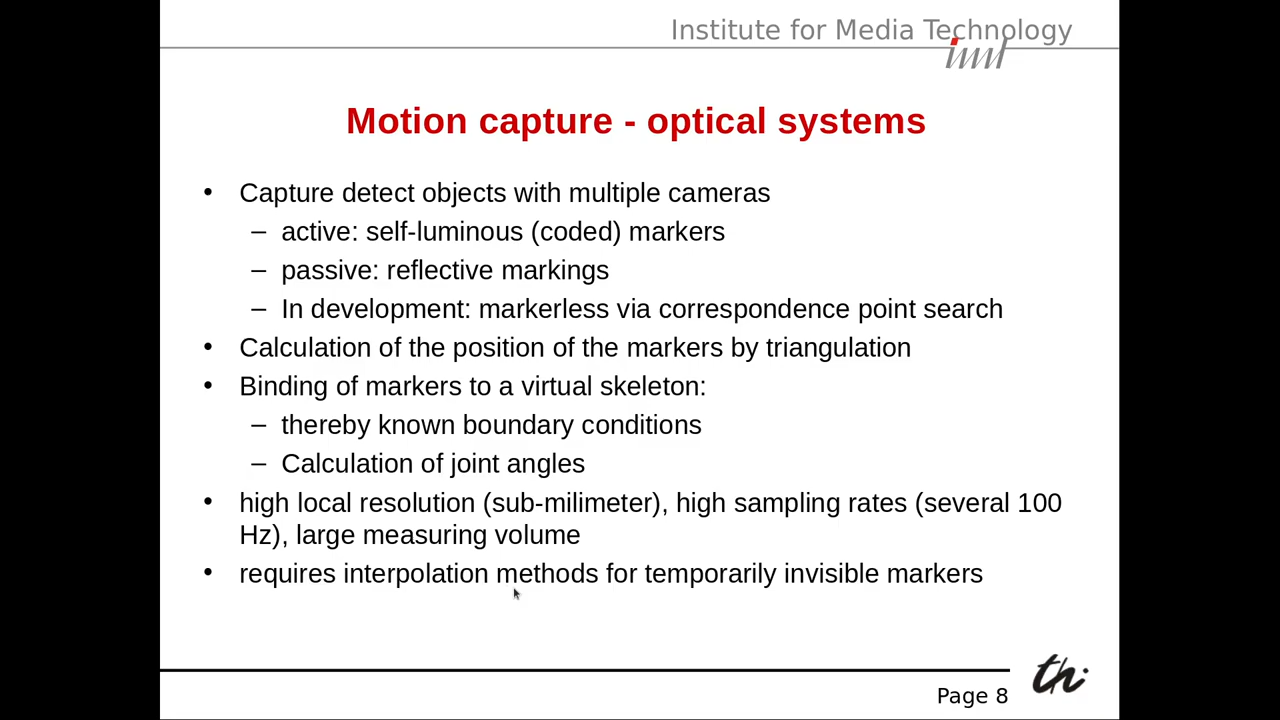 Institute for Media Technology
imt
Motion capture - optical systems
• Capture detect objects with multiple cameras
– active: self-luminous (coded) markers
– passive: reflective markings
– In development: markerless via correspondence point search
• Calculation of the position of the markers by triangulation
• Binding of markers to a virtual skeleton:
– thereby known boundary conditions
– Calculation of joint angles
• high local resolution (sub-milimeter), high sampling rates (several 100
Hz), large measuring volume
• requires interpolation methods for temporarily invisible markers
th
Page 8